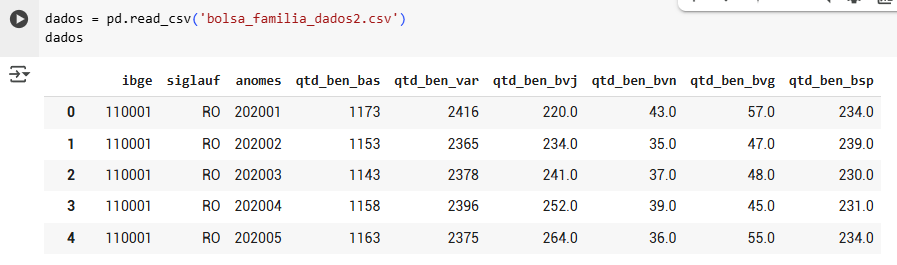 dados = pd.read_csv('bolsa_familia_dados2.csv')
dados
ibge siglauf anomes qtd_ben_bas qtd_ben_var qtd_ben_bvj qtd_ben_bvn qtd_ben_bvg qtd_ben_bsp
0 110001 RO 202001 1173 2416 220.0 43.0 57.0 234.0
1 110001 RO 202002 1153 2365 234.0 35.0 47.0 239.0
2 110001 RO 202003 1143 2378 241.0 37.0 48.0 230.0
3 110001 RO 202004 1158 2396 252.0 39.0 45.0 231.0
4 110001 RO 202005 1163 2375 264.0 36.0 55.0 234.0